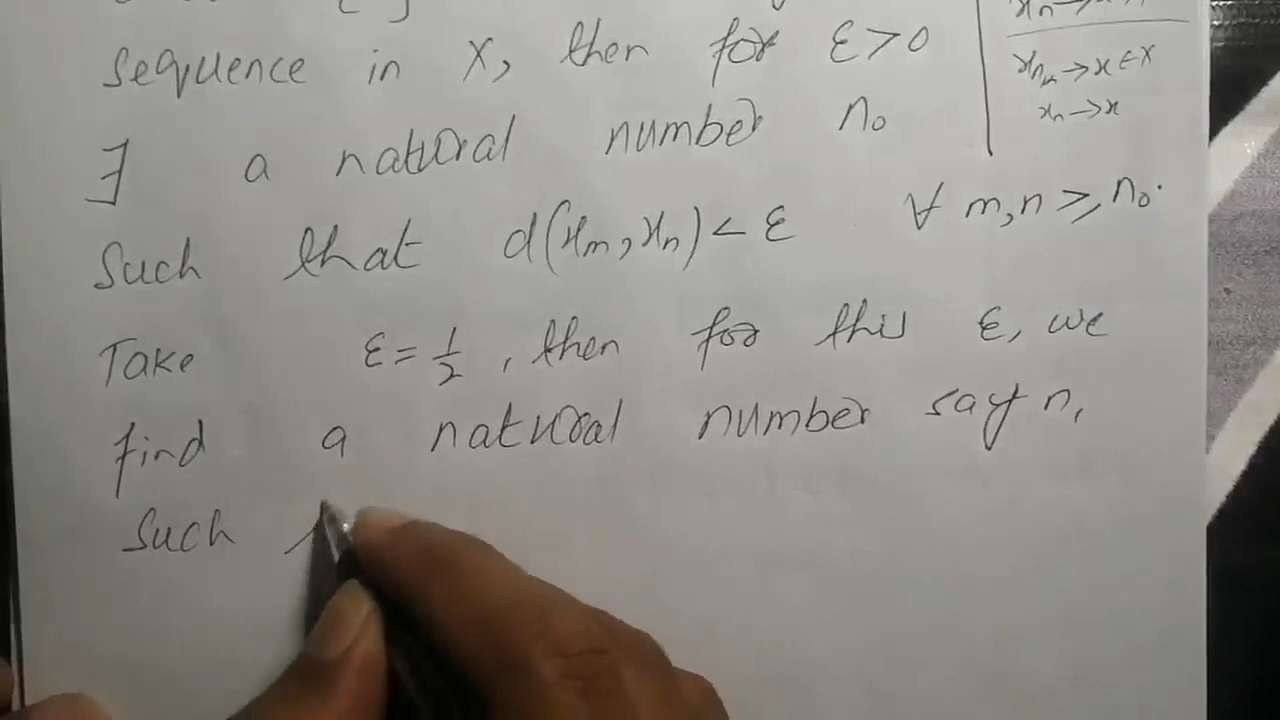 sequence in X, then for ε>0
∃ a natural number n₀
Such that d(xₘ, xₙ) < ε ∀ m,n ≥ n₀.
Take ε = 1/2, then for this ε, we
find a natural number say n₁
Such
xₙₖ → x ∈ X
xₙ → x